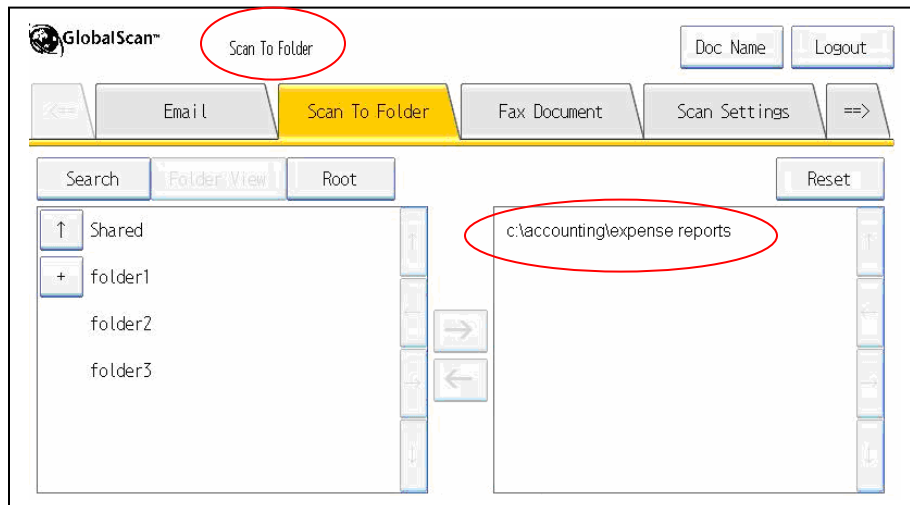 GlobalScan™
Scan To Folder
Doc Name
Logout
<==
Email
Scan To Folder
Fax Document
Scan Settings
==>
Search
Folder View
Root
Reset
↑ Shared
+ folder1
folder2
folder3
c:\accounting\expense reports